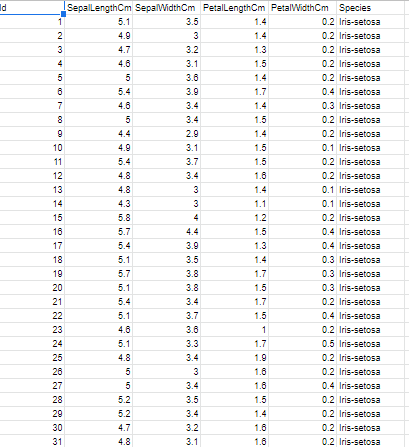 Id SepalLengthCm SepalWidthCm PetalLengthCm PetalWidthCm Species
1 5.1 3.5 1.4 0.2 Iris-setosa
2 4.9 3 1.4 0.2 Iris-setosa
3 4.7 3.2 1.3 0.2 Iris-setosa
4 4.6 3.1 1.5 0.2 Iris-setosa
5 5 3.6 1.4 0.2 Iris-setosa
6 5.4 3.9 1.7 0.4 Iris-setosa
7 4.6 3.4 1.4 0.3 Iris-setosa
8 5 3.4 1.5 0.2 Iris-setosa
9 4.4 2.9 1.4 0.2 Iris-setosa
10 4.9 3.1 1.5 0.1 Iris-setosa
11 5.4 3.7 1.5 0.2 Iris-setosa
12 4.8 3.4 1.6 0.2 Iris-setosa
13 4.8 3 1.4 0.1 Iris-setosa
14 4.3 3 1.1 0.1 Iris-setosa
15 5.8 4 1.2 0.2 Iris-setosa
16 5.7 4.4 1.5 0.4 Iris-setosa
17 5.4 3.9 1.3 0.4 Iris-setosa
18 5.1 3.5 1.4 0.3 Iris-setosa
19 5.7 3.8 1.7 0.3 Iris-setosa
20 5.1 3.8 1.5 0.3 Iris-setosa
21 5.4 3.4 1.7 0.2 Iris-setosa
22 5.1 3.7 1.5 0.4 Iris-setosa
23 4.6 3.6 1 0.2 Iris-setosa
24 5.1 3.3 1.7 0.5 Iris-setosa
25 4.8 3.4 1.9 0.2 Iris-setosa
26 5 3 1.6 0.2 Iris-setosa
27 5 3.4 1.6 0.4 Iris-setosa
28 5.2 3.5 1.5 0.2 Iris-setosa
29 5.2 3.4 1.4 0.2 Iris-setosa
30 4.7 3.2 1.6 0.2 Iris-setosa
31 4.8 3.1 1.6 0.2 Iris-setosa